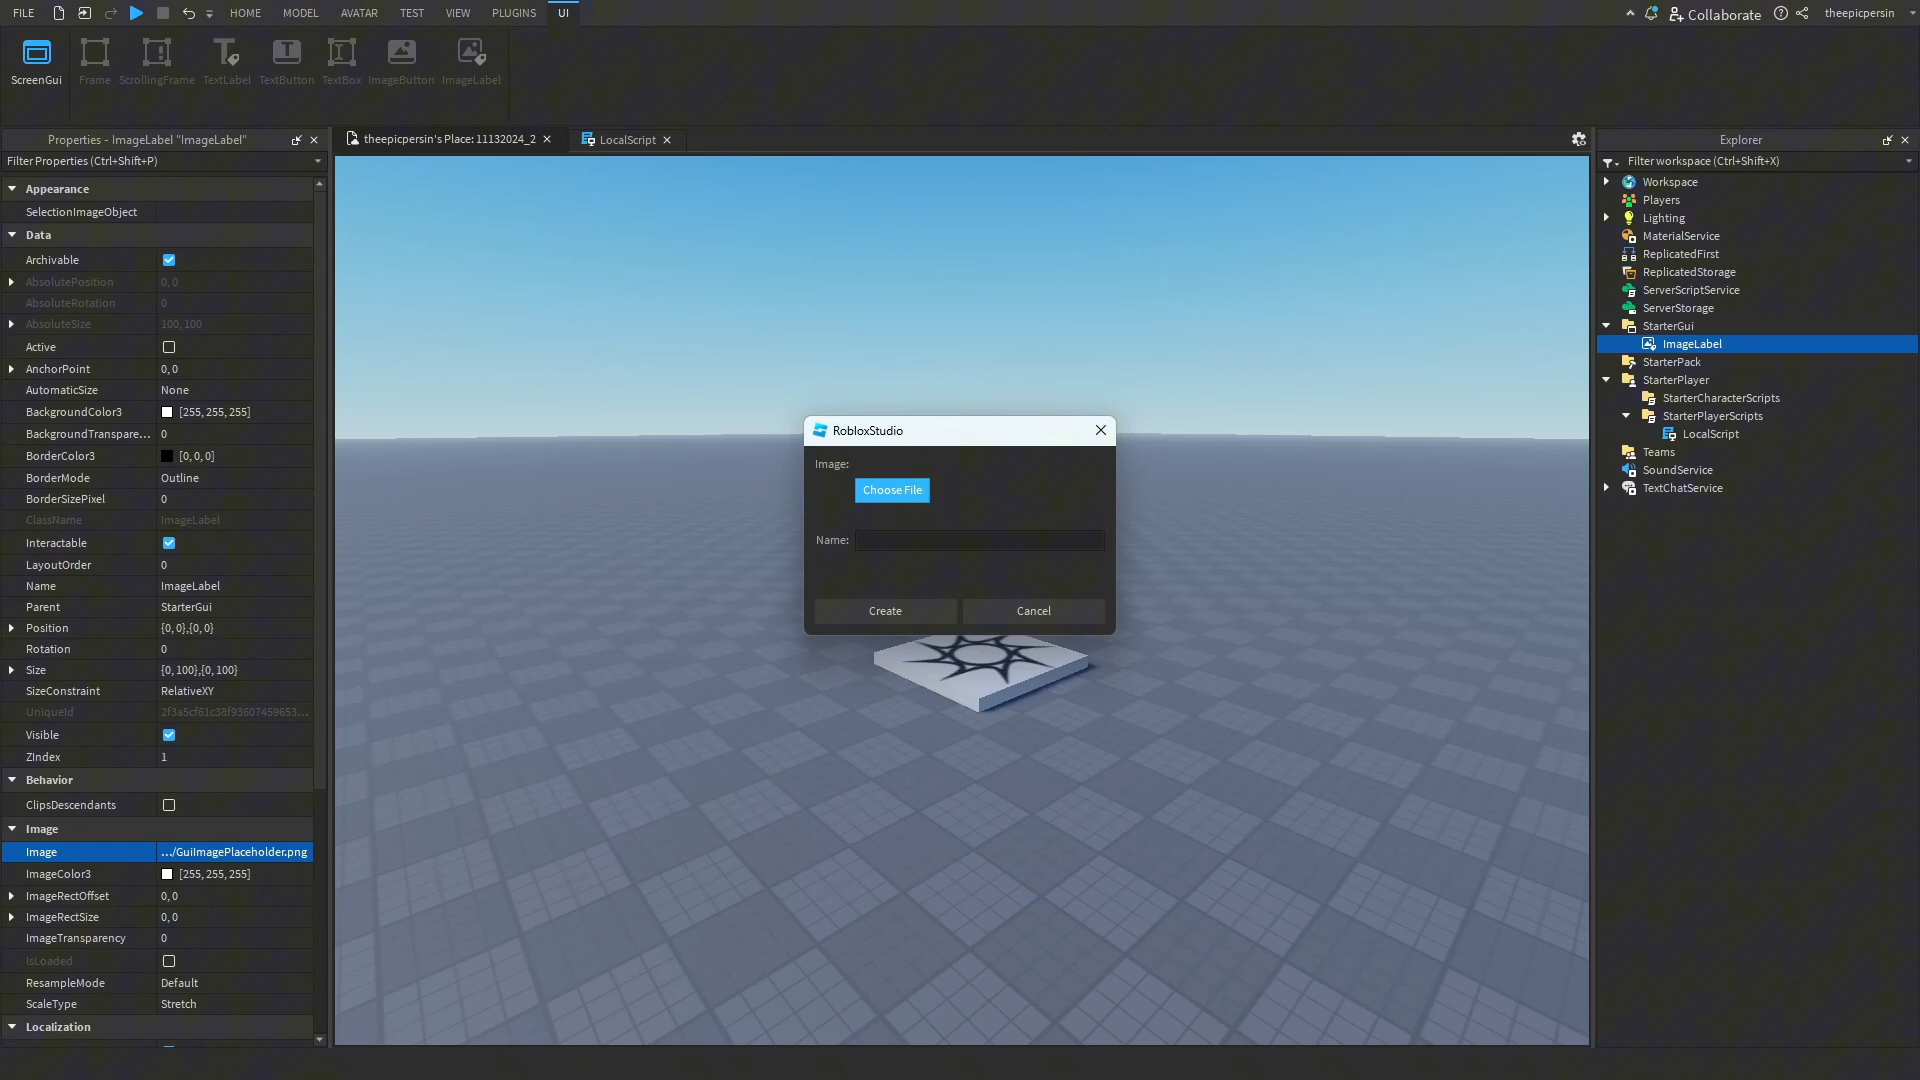 FILE HOME MODEL AVATAR TEST VIEW PLUGINS UI Collaborate theepicpersin
ScreenGui Frame ScrollingFrame TextLabel TextButton TextBox ImageButton ImageLabel
Properties - ImageLabel "ImageLabel"
Filter Properties (Ctrl+Shift+P)
Appearance
SelectionImageObject
Data
Archivable
AbsolutePosition 0, 0
AbsoluteRotation 0
AbsoluteSize 100, 100
Active
AnchorPoint 0, 0
AutomaticSize None
BackgroundColor3 [255, 255, 255]
BackgroundTranspare... 0
BorderColor3 [0, 0, 0]
BorderMode Outline
BorderSizePixel 0
ClassName ImageLabel
Interactable
LayoutOrder 0
Name ImageLabel
Parent StarterGui
Position {0, 0},{0, 0}
Rotation 0
Size {0, 100},{0, 100}
SizeConstraint RelativeXY
UniqueId 2f3a5cf61c38f93607459653...
Visible
ZIndex 1
Behavior
ClipsDescendants
Image
Image .../GuiImagePlaceholder.png
ImageColor3 [255, 255, 255]
ImageRectOffset 0, 0
ImageRectSize 0, 0
ImageTransparency 0
IsLoaded
ResampleMode Default
ScaleType Stretch
Localization
theepicpersin's Place: 11132024_2 LocalScript
RobloxStudio
Image:
Choose File
Name:
Create Cancel
Explorer
Filter workspace (Ctrl+Shift+X)
Workspace
Players
Lighting
MaterialService
ReplicatedFirst
ReplicatedStorage
ServerScriptService
ServerStorage
StarterGui
ImageLabel
StarterPack
StarterPlayer
StarterCharacterScripts
StarterPlayerScripts
LocalScript
Teams
SoundService
TextChatService